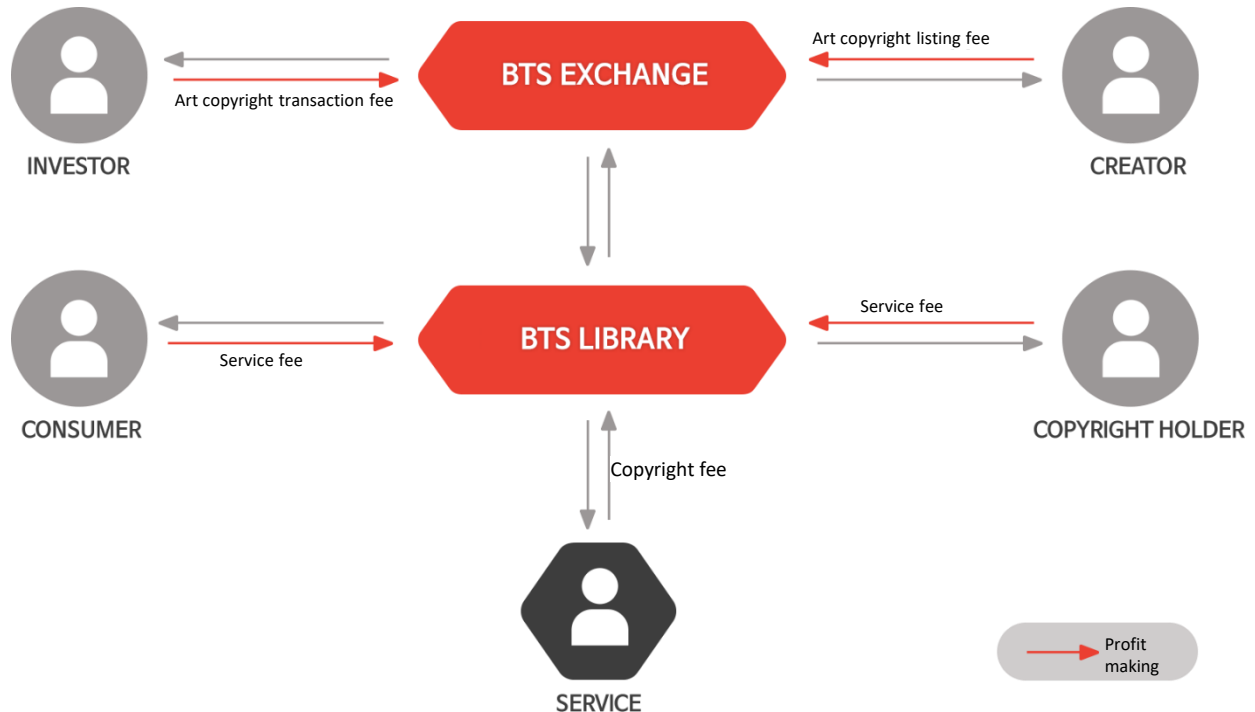 BTS EXCHANGE
Art copyright listing fee
Art copyright transaction fee
INVESTOR
CREATOR
BTS LIBRARY
Service fee
Service fee
CONSUMER
COPYRIGHT HOLDER
Copyright fee
SERVICE
Profit
making